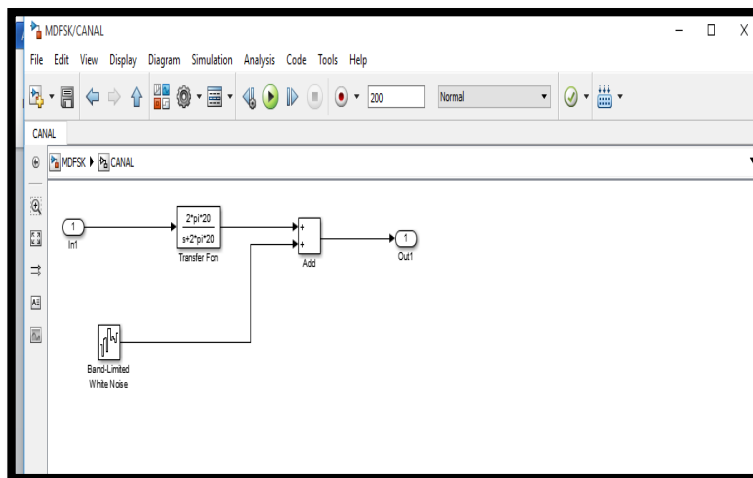 MDFSK/CANAL
File Edit View Display Diagram Simulation Analysis Code Tools Help
200 Normal
CANAL
MDFSK CANAL
1
In1
2*pi*20
s+2*pi*20
Transfer Fcn
+
+
Add
1
Out1
Band-Limited
White Noise